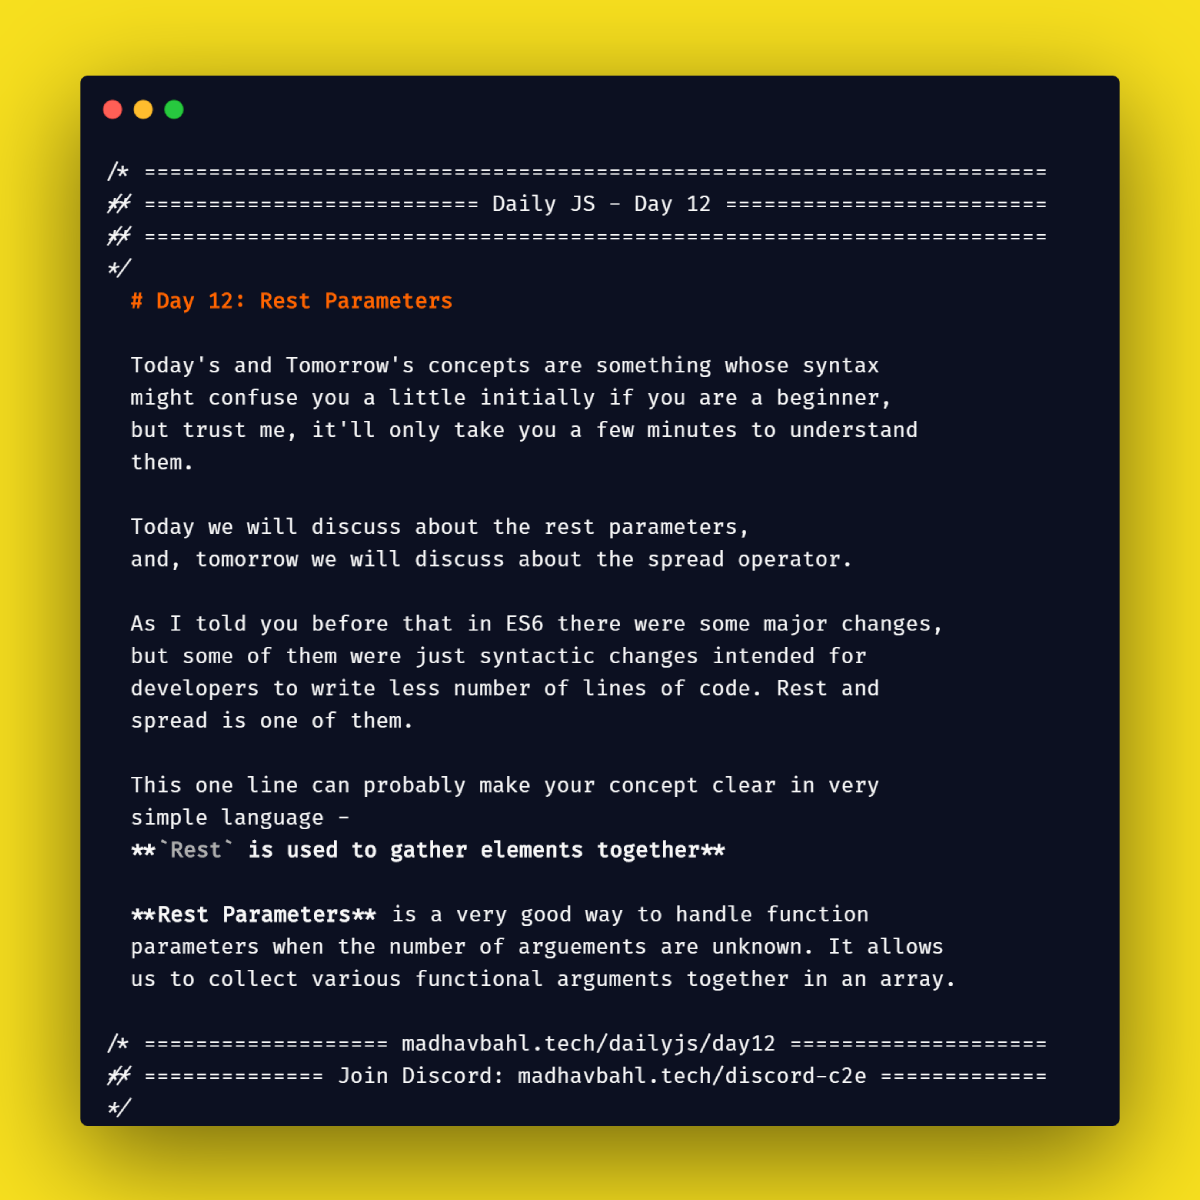 /* ======================================================================
// ========================== Daily JS - Day 12 =========================
// ======================================================================
*/
# Day 12: Rest Parameters
Today's and Tomorrow's concepts are something whose syntax
might confuse you a little initially if you are a beginner,
but trust me, it'll only take you a few minutes to understand
them.
Today we will discuss about the rest parameters,
and, tomorrow we will discuss about the spread operator.
As I told you before that in ES6 there were some major changes,
but some of them were just syntactic changes intended for
developers to write less number of lines of code. Rest and
spread is one of them.
This one line can probably make your concept clear in very
simple language -
**`Rest` is used to gather elements together**
**Rest Parameters** is a very good way to handle function
parameters when the number of arguements are unknown. It allows
us to collect various functional arguments together in an array.
/* =================== madhavbahl.tech/dailyjs/day12 ====================
// ============== Join Discord: madhavbahl.tech/discord-c2e =============
*/